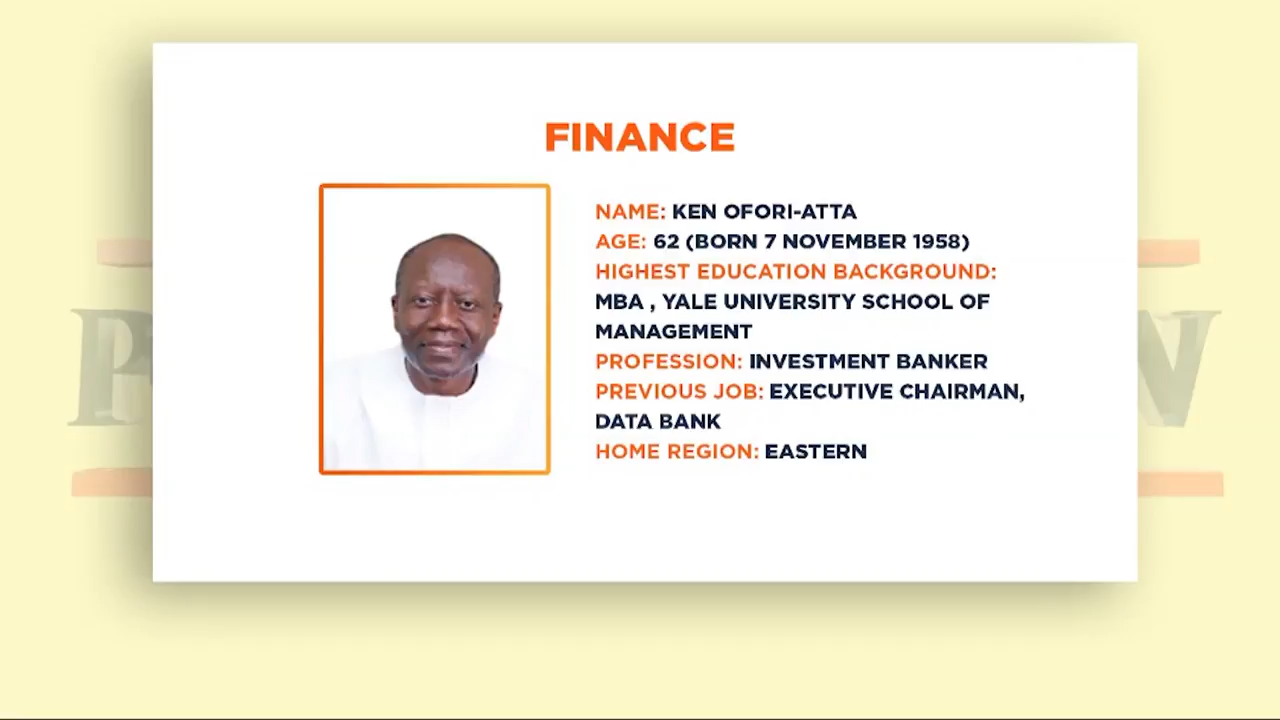 FINANCE
NAME: KEN OFORI-ATTA
AGE: 62 (BORN 7 NOVEMBER 1958)
HIGHEST EDUCATION BACKGROUND:
MBA , YALE UNIVERSITY SCHOOL OF
MANAGEMENT
PROFESSION: INVESTMENT BANKER
PREVIOUS JOB: EXECUTIVE CHAIRMAN,
DATA BANK
HOME REGION: EASTERN